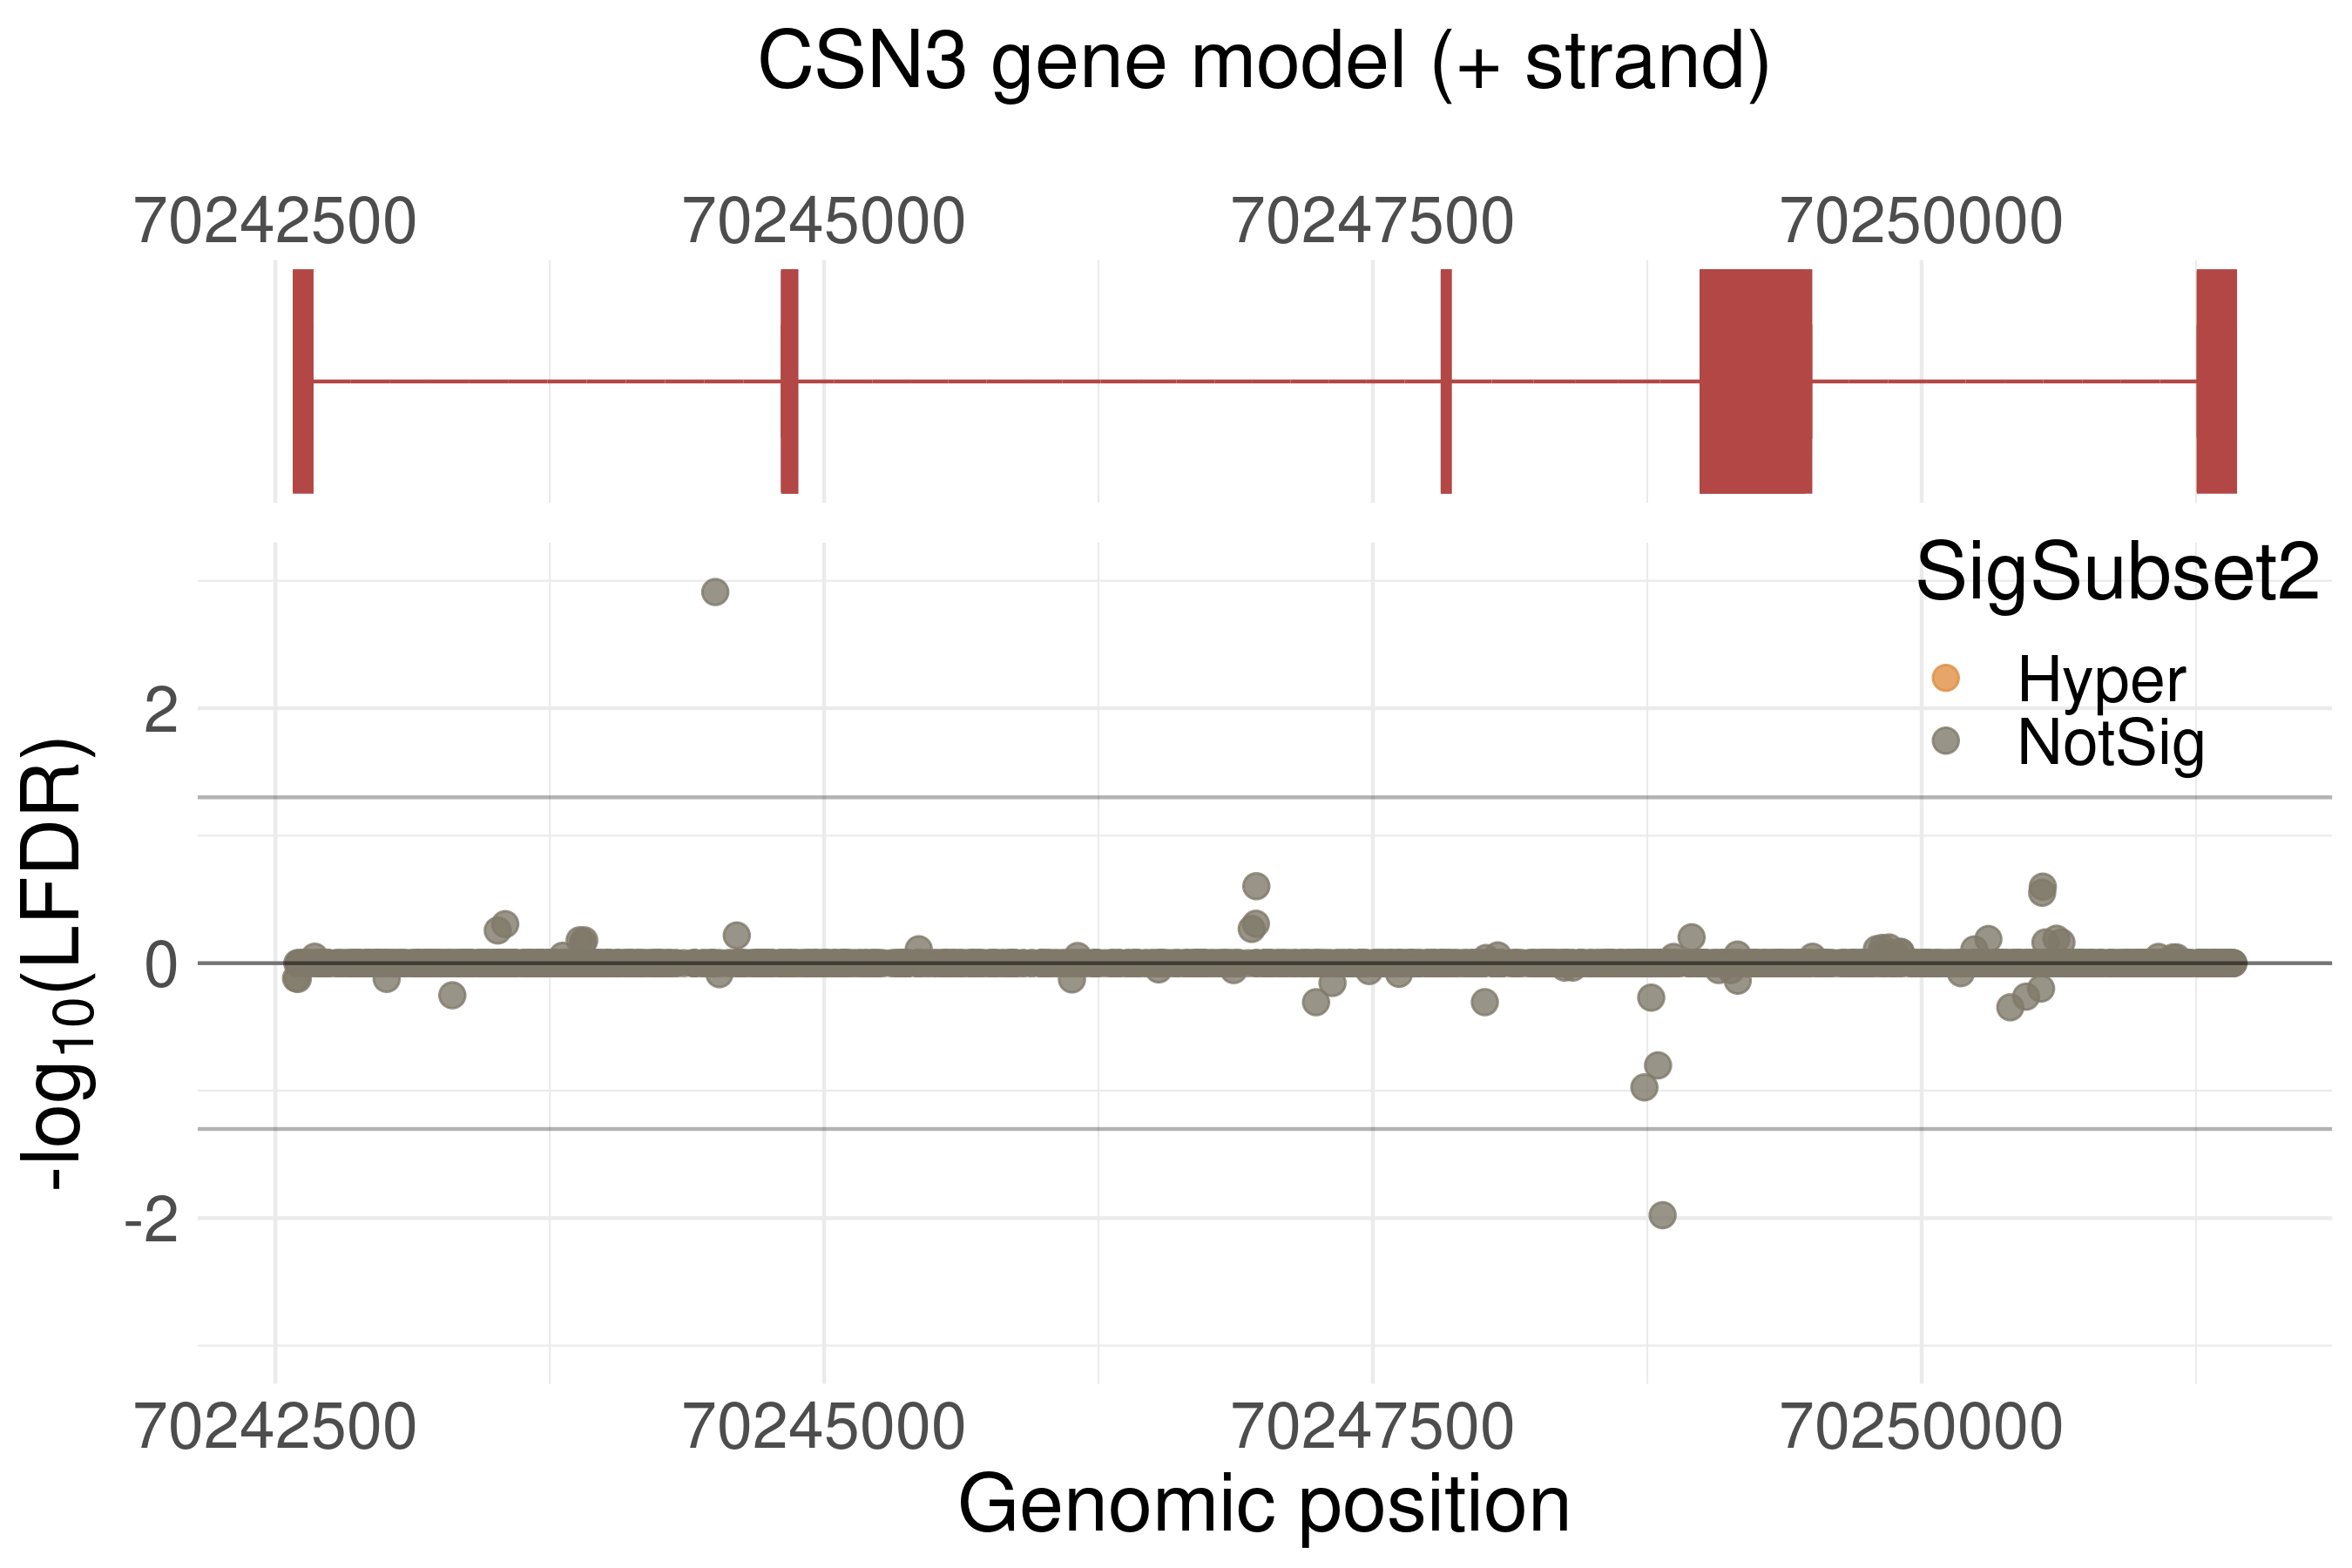 CSN3 gene model (+ strand)
70242500 70245000 70247500 70250000
SigSubset2
Hyper
NotSig
2
0
-2
-log10(LFDR)
70242500 70245000 70247500 70250000
Genomic position